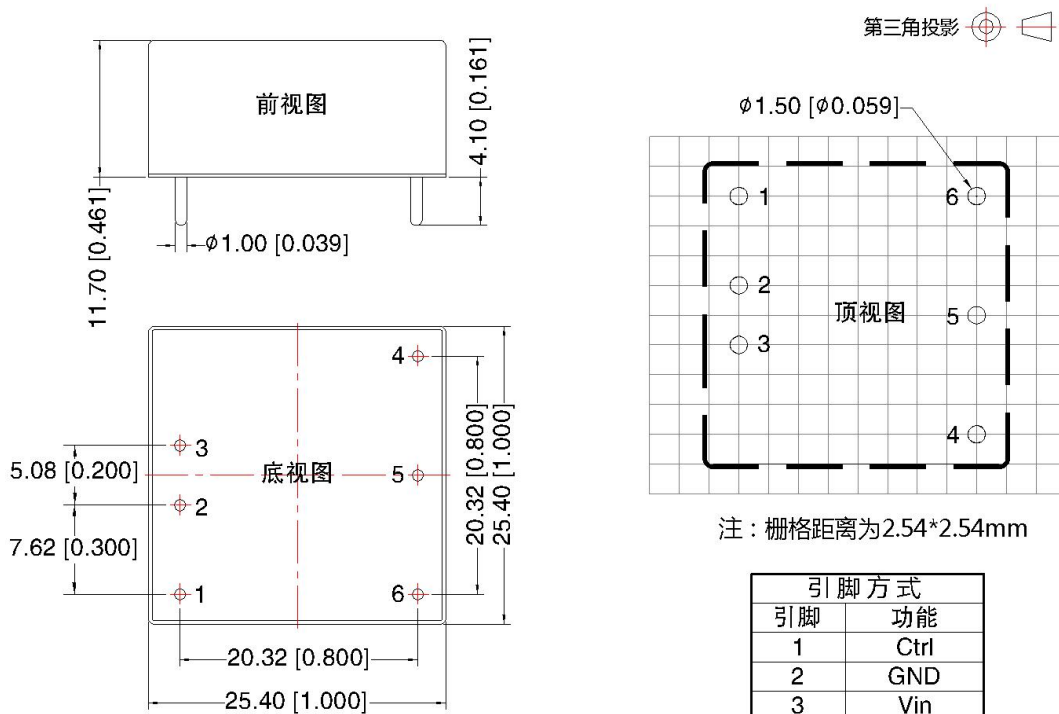 第三角投影
前视图
11.70 [0.461]
4.10 [0.161]
φ1.00 [0.039]
φ1.50 [φ0.059]
1
6
2
顶视图
5
3
4
注：栅格距离为2.54*2.54mm
4
3
5.08 [0.200]
底视图
5
2
7.62 [0.300]
1
6
20.32 [0.800]
25.40 [1.000]
20.32 [0.800]
25.40 [1.000]
引脚方式
引脚 功能
1 Ctrl
2 GND
3 Vin